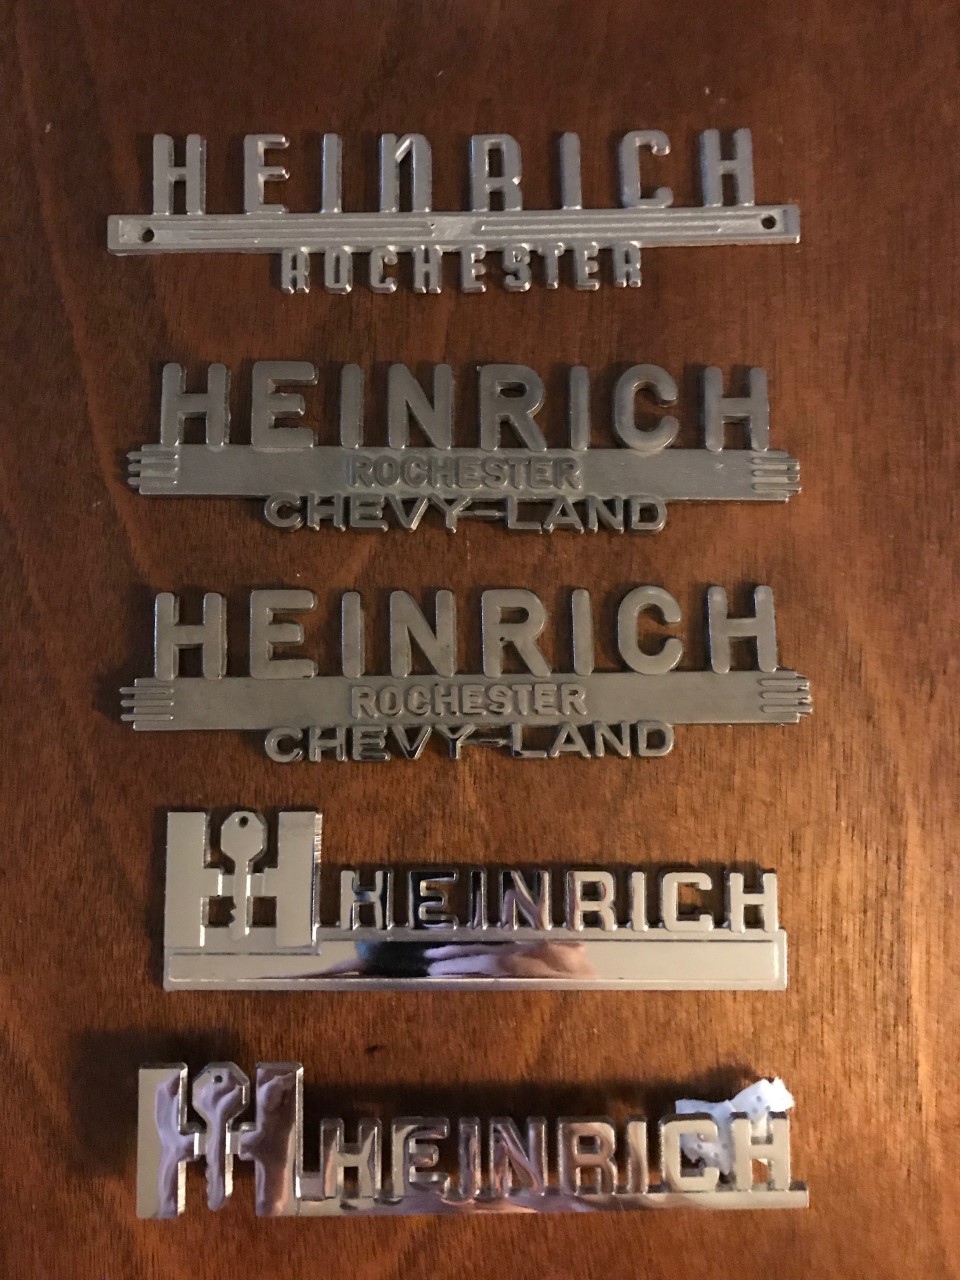 HEINRICH
ROCHESTER
HEINRICH
ROCHESTER
CHEVY-LAND
HEINRICH
ROCHESTER
CHEVY-LAND
H HEINRICH
H HEINRICH